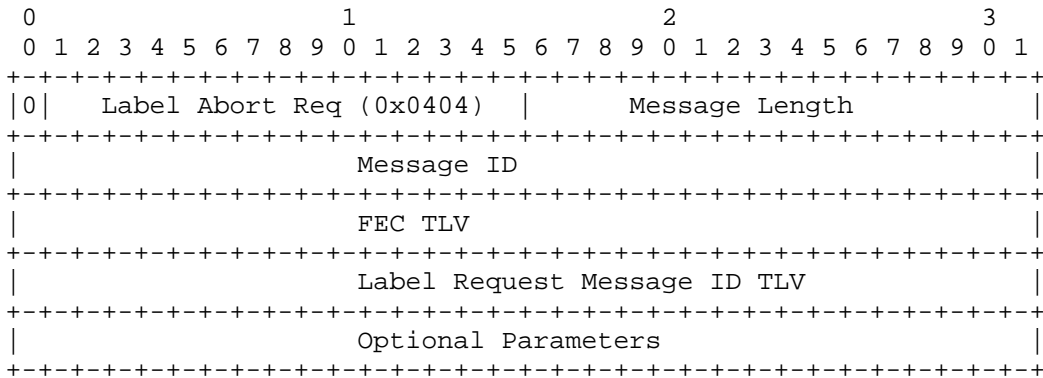 0                   1                   2                   3
 0 1 2 3 4 5 6 7 8 9 0 1 2 3 4 5 6 7 8 9 0 1 2 3 4 5 6 7 8 9 0 1
+-+-+-+-+-+-+-+-+-+-+-+-+-+-+-+-+-+-+-+-+-+-+-+-+-+-+-+-+-+-+-+-+
|0|   Label Abort Req (0x0404)  |      Message Length           |
+-+-+-+-+-+-+-+-+-+-+-+-+-+-+-+-+-+-+-+-+-+-+-+-+-+-+-+-+-+-+-+-+
|                     Message ID                                |
+-+-+-+-+-+-+-+-+-+-+-+-+-+-+-+-+-+-+-+-+-+-+-+-+-+-+-+-+-+-+-+-+
|                     FEC TLV                                   |
+-+-+-+-+-+-+-+-+-+-+-+-+-+-+-+-+-+-+-+-+-+-+-+-+-+-+-+-+-+-+-+-+
|                     Label Request Message ID TLV              |
+-+-+-+-+-+-+-+-+-+-+-+-+-+-+-+-+-+-+-+-+-+-+-+-+-+-+-+-+-+-+-+-+
|                     Optional Parameters                       |
+-+-+-+-+-+-+-+-+-+-+-+-+-+-+-+-+-+-+-+-+-+-+-+-+-+-+-+-+-+-+-+-+